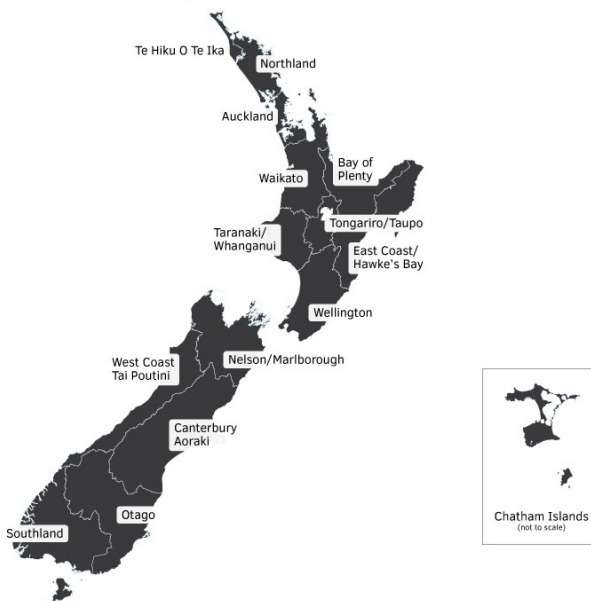 Te Hiku O Te Ika
Northland
Auckland
Bay of
Plenty
Waikato
Tongariro/Taupo
Taranaki/
Whanganui
East Coast/
Hawke's Bay
Wellington
Nelson/Marlborough
West Coast
Tai Poutini
Canterbury
Aoraki
Otago
Southland
Chatham Islands
(not to scale)